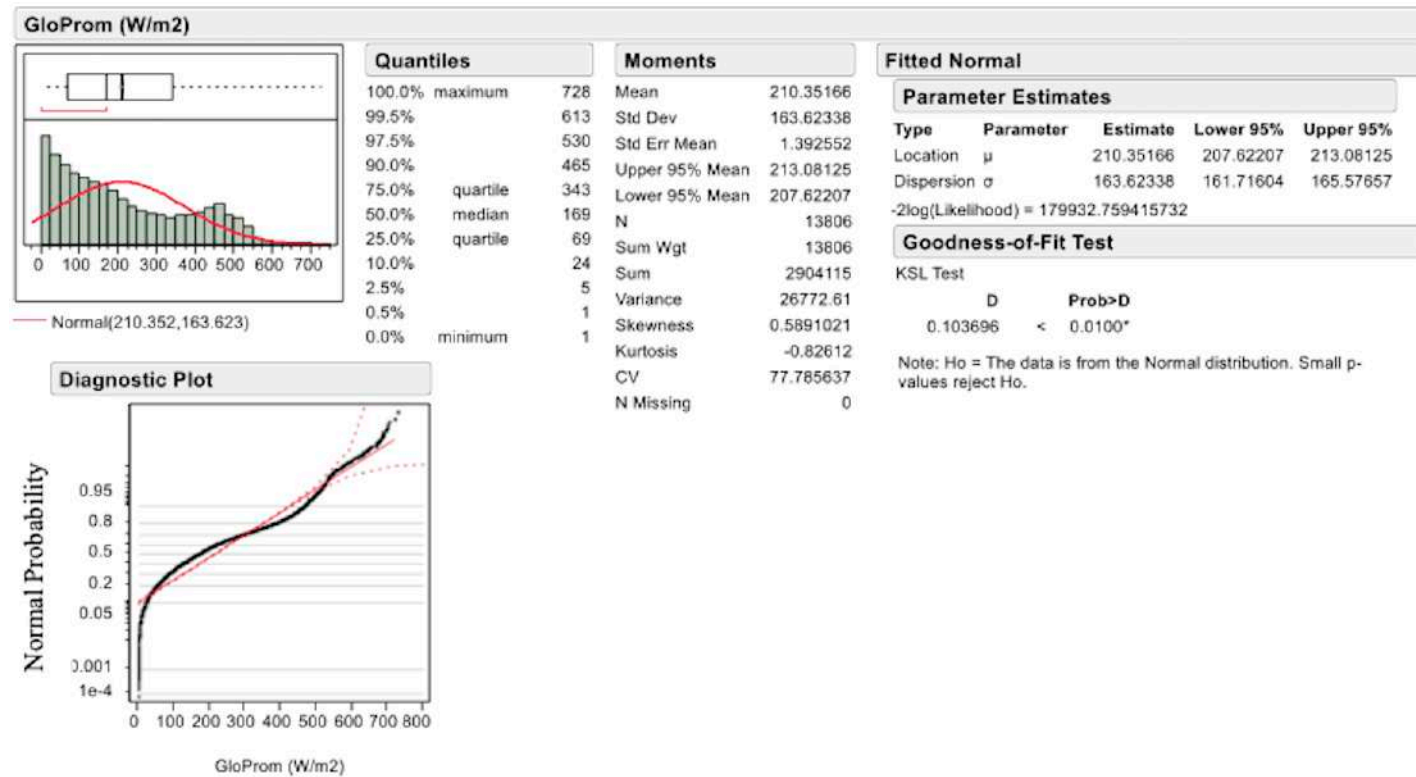 GloProm (W/m2)
0 100 200 300 400 500 600 700
Normal(210.352,163.623)
Quantiles
100.0% maximum 728
99.5% 613
97.5% 530
90.0% 465
75.0% quartile 343
50.0% median 169
25.0% quartile 69
10.0% 24
2.5% 5
0.5% 1
0.0% minimum 1
Moments
Mean 210.35166
Std Dev 163.62338
Std Err Mean 1.392552
Upper 95% Mean 213.08125
Lower 95% Mean 207.62207
N 13806
Sum Wgt 13806
Sum 2904115
Variance 26772.61
Skewness 0.5891021
Kurtosis -0.82612
CV 77.785637
N Missing 0
Fitted Normal
Parameter Estimates
Type Parameter Estimate Lower 95% Upper 95%
Location μ 210.35166 207.62207 213.08125
Dispersion σ 163.62338 161.71604 165.57657
-2log(Likelihood) = 179932.759415732
Goodness-of-Fit Test
KSL Test
D Prob>D
0.103696 < 0.0100*
Note: Ho = The data is from the Normal distribution. Small p-
values reject Ho.
Diagnostic Plot
Normal Probability
0.95
0.8
0.5
0.2
0.05
0.001
1e-4
0 100 200 300 400 500 600 700 800
GloProm (W/m2)